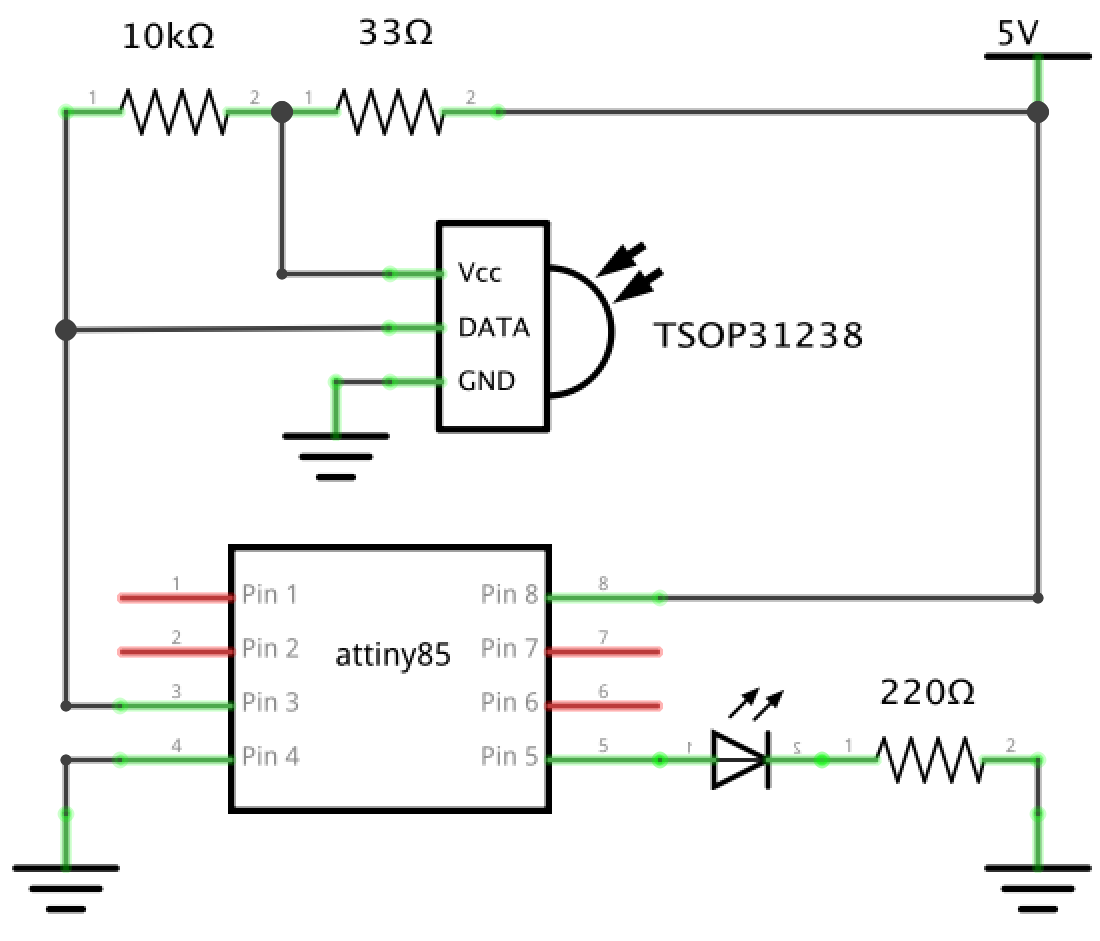 10kΩ
33Ω
5V
1
2
1
2
Vcc
DATA
GND
TSOP31238
1
Pin 1
Pin 8
8
2
Pin 2
attiny85
Pin 7
7
3
Pin 3
Pin 6
6
220Ω
4
Pin 4
Pin 5
5
1
2
1
2